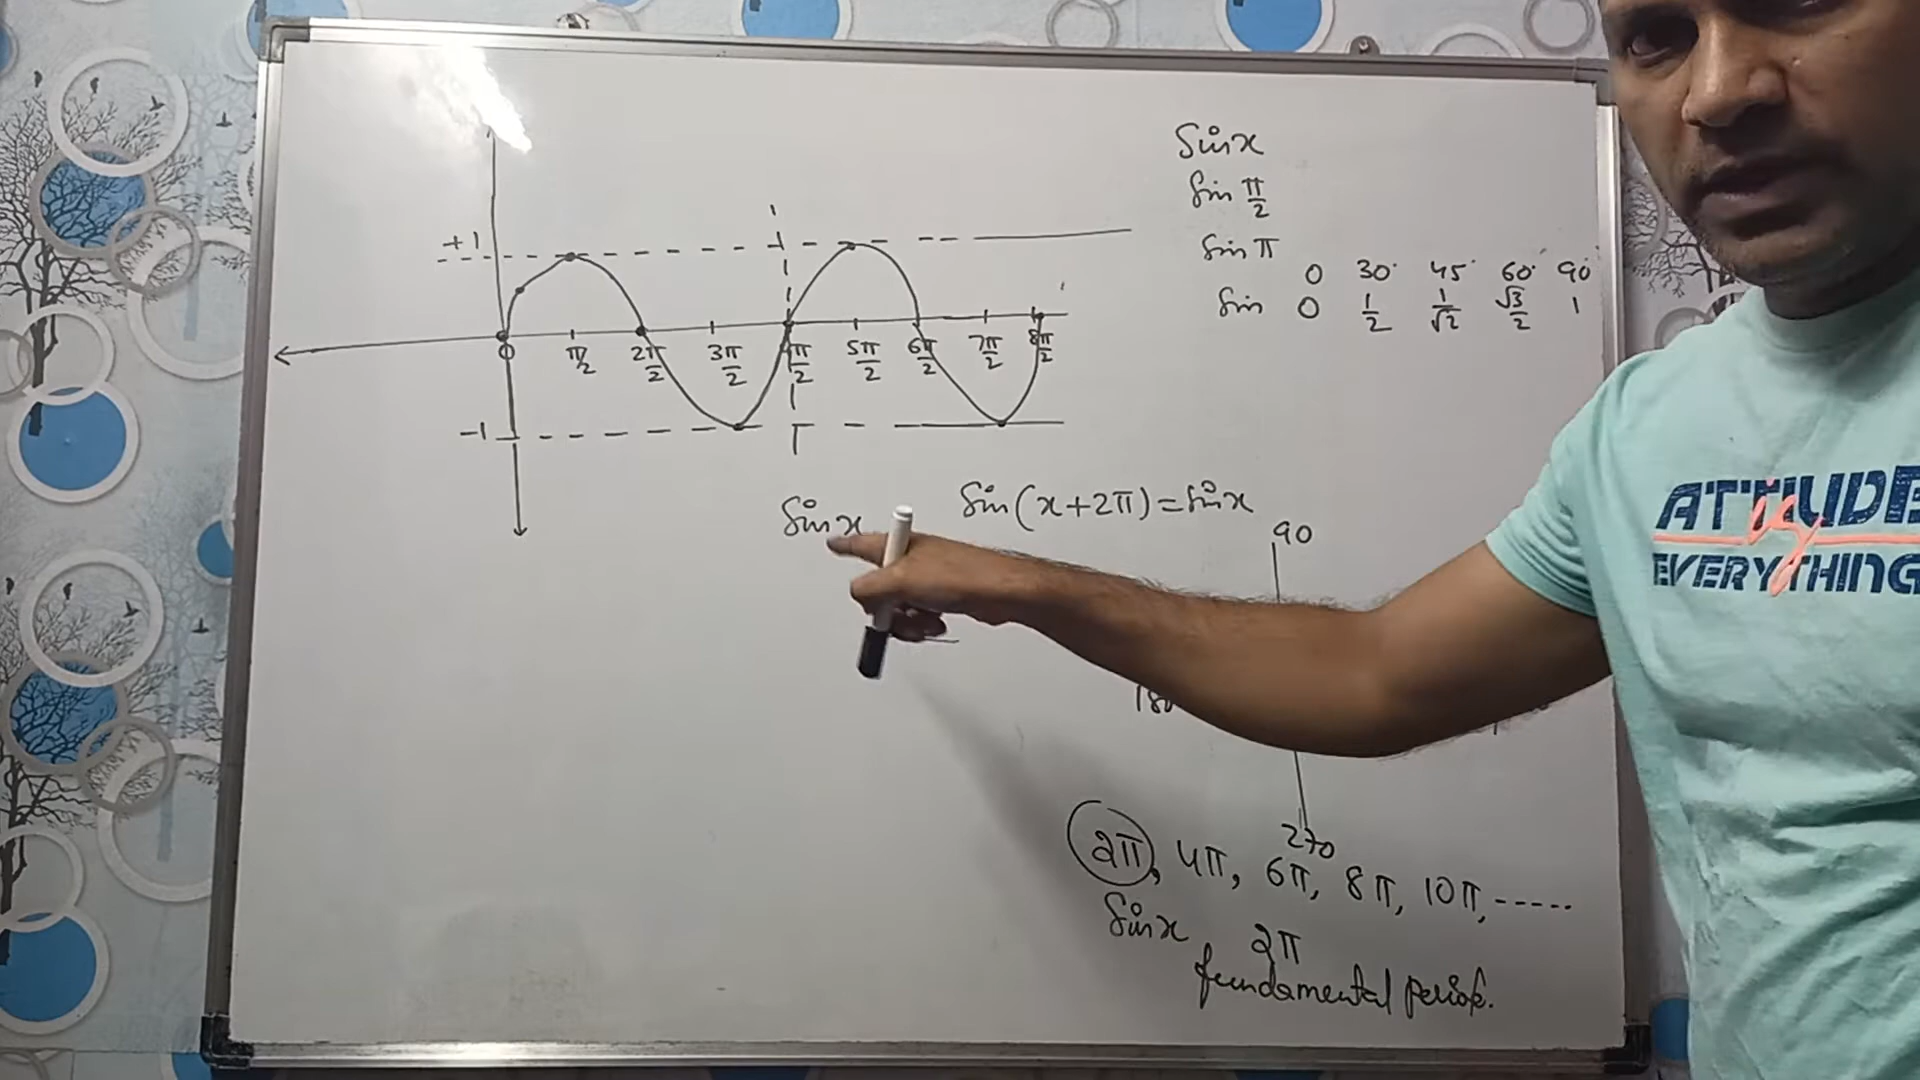 Sin x
Sin π/2
Sin π
0 30° 45° 60° 90°
Sin 0 1/2 1/√2 √3/2 1
+1
0 π/2 2π/2 3π/2 4π/2 5π/2 6π/2 7π/2 8π/2
-1
Sin x Sin(x+2π)=Sin x
90
180
270
2π, 4π, 6π, 8π, 10π, -----
Sin x 2π
fundamental period.
ATTITUDE
is
EVERYTHING